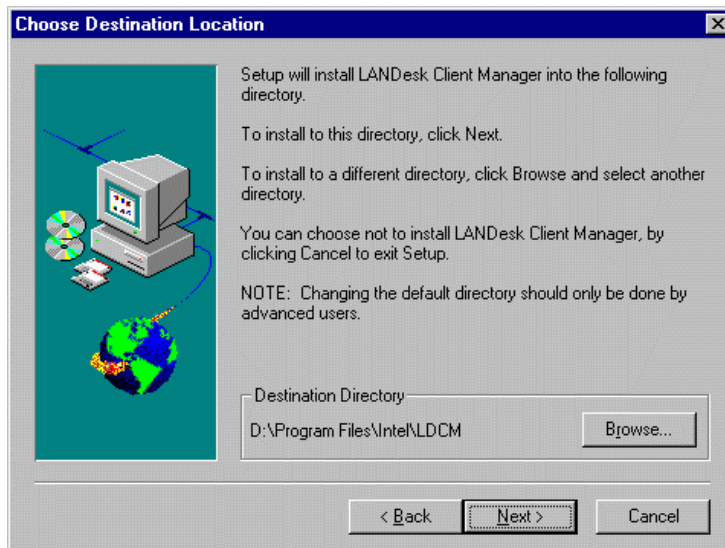 Choose Destination Location
Setup will install LANDesk Client Manager into the following
directory.
To install to this directory, click Next.
To install to a different directory, click Browse and select another
directory.
You can choose not to install LANDesk Client Manager, by
clicking Cancel to exit Setup.
NOTE:  Changing the default directory should only be done by
advanced users.
Destination Directory
D:\Program Files\Intel\LDCM
Browse...
< Back
Next >
Cancel